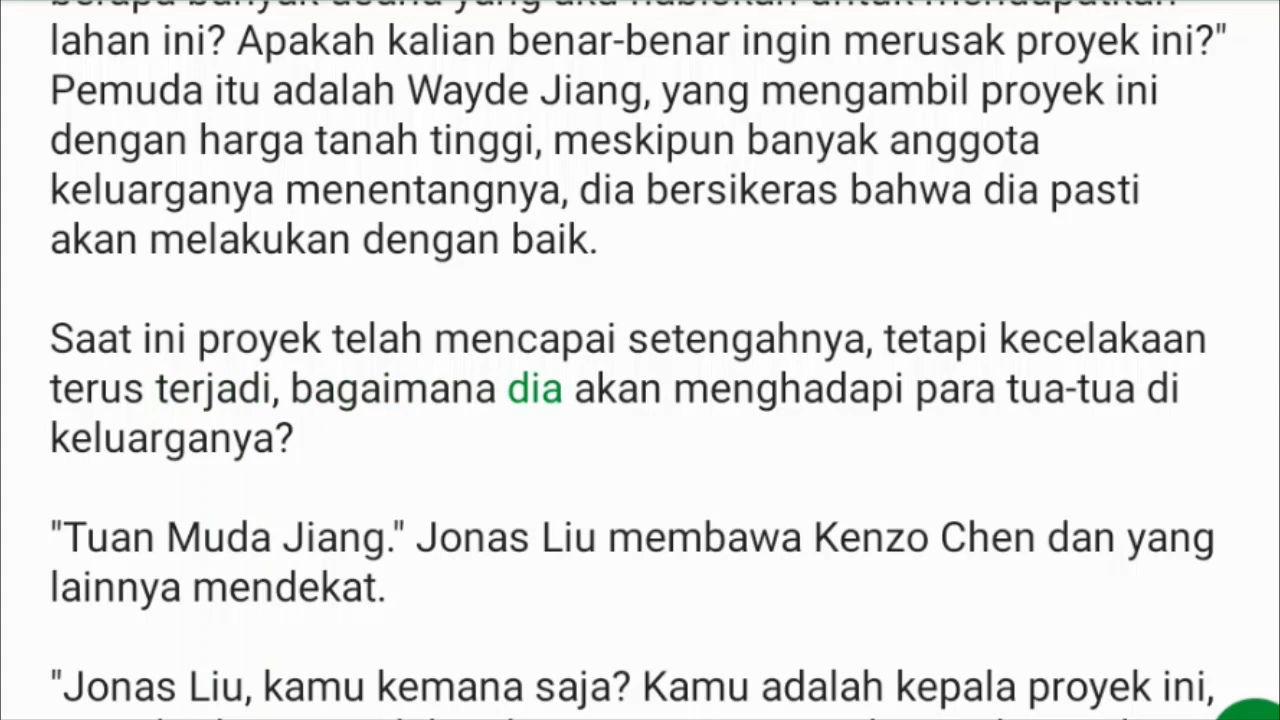 lahan ini? Apakah kalian benar-benar ingin merusak proyek ini?"
Pemuda itu adalah Wayde Jiang, yang mengambil proyek ini
dengan harga tanah tinggi, meskipun banyak anggota
keluarganya menentangnya, dia bersikeras bahwa dia pasti
akan melakukan dengan baik.
Saat ini proyek telah mencapai setengahnya, tetapi kecelakaan
terus terjadi, bagaimana dia akan menghadapi para tua-tua di
keluarganya?
"Tuan Muda Jiang." Jonas Liu membawa Kenzo Chen dan yang
lainnya mendekat.
"Jonas Liu, kamu kemana saja? Kamu adalah kepala proyek ini,